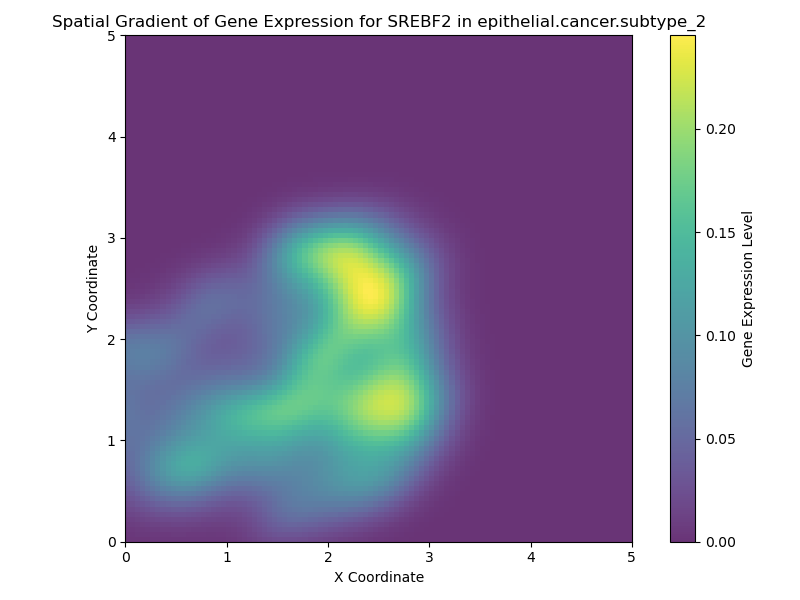 Spatial Gradient of Gene Expression for SREBF2 in epithelial.cancer.subtype_2
5
4
3
2
1
0
Y Coordinate
0 1 2 3 4 5
X Coordinate
0.20
0.15
0.10
0.05
0.00
Gene Expression Level